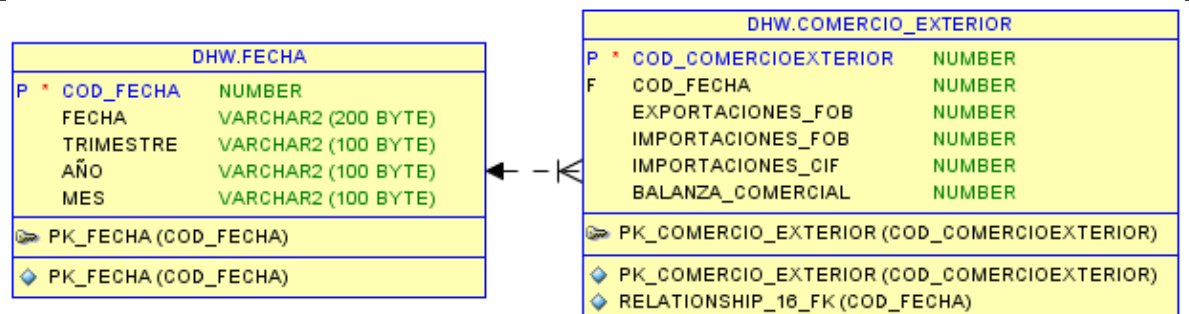 DHW.FECHA
P * COD_FECHA NUMBER
FECHA VARCHAR2 (200 BYTE)
TRIMESTRE VARCHAR2 (100 BYTE)
AÑO VARCHAR2 (100 BYTE)
MES VARCHAR2 (100 BYTE)
PK_FECHA (COD_FECHA)
PK_FECHA (COD_FECHA)
DHW.COMERCIO_EXTERIOR
P * COD_COMERCIOEXTERIOR NUMBER
F COD_FECHA NUMBER
EXPORTACIONES_FOB NUMBER
IMPORTACIONES_FOB NUMBER
IMPORTACIONES_CIF NUMBER
BALANZA_COMERCIAL NUMBER
PK_COMERCIO_EXTERIOR (COD_COMERCIOEXTERIOR)
PK_COMERCIO_EXTERIOR (COD_COMERCIOEXTERIOR)
RELATIONSHIP_16_FK (COD_FECHA)